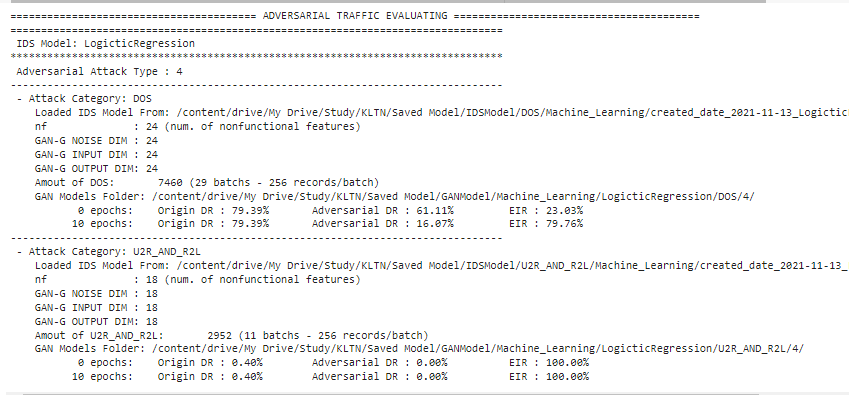 ======================================== ADVERSARIAL TRAFFIC EVALUATING ========================================
================================================================================
IDS Model: LogicticRegression
********************************************************************************
Adversarial Attack Type : 4
--------------------------------------------------------------------------------
- Attack Category: DOS
Loaded IDS Model From: /content/drive/My Drive/Study/KLTN/Saved Model/IDSModel/DOS/Machine_Learning/created_date_2021-11-13_Logictic
nf : 24 (num. of nonfunctional features)
GAN-G NOISE DIM : 24
GAN-G INPUT DIM : 24
GAN-G OUTPUT DIM: 24
Amout of DOS: 7460 (29 batchs - 256 records/batch)
GAN Models Folder: /content/drive/My Drive/Study/KLTN/Saved Model/GANModel/Machine_Learning/LogicticRegression/DOS/4/
0 epochs: Origin DR : 79.39% Adversarial DR : 61.11% EIR : 23.03%
10 epochs: Origin DR : 79.39% Adversarial DR : 16.07% EIR : 79.76%
--------------------------------------------------------------------------------
- Attack Category: U2R_AND_R2L
Loaded IDS Model From: /content/drive/My Drive/Study/KLTN/Saved Model/IDSModel/U2R_AND_R2L/Machine_Learning/created_date_2021-11-13_
nf : 18 (num. of nonfunctional features)
GAN-G NOISE DIM : 18
GAN-G INPUT DIM : 18
GAN-G OUTPUT DIM: 18
Amout of U2R_AND_R2L: 2952 (11 batchs - 256 records/batch)
GAN Models Folder: /content/drive/My Drive/Study/KLTN/Saved Model/GANModel/Machine_Learning/LogicticRegression/U2R_AND_R2L/4/
0 epochs: Origin DR : 0.40% Adversarial DR : 0.00% EIR : 100.00%
10 epochs: Origin DR : 0.40% Adversarial DR : 0.00% EIR : 100.00%